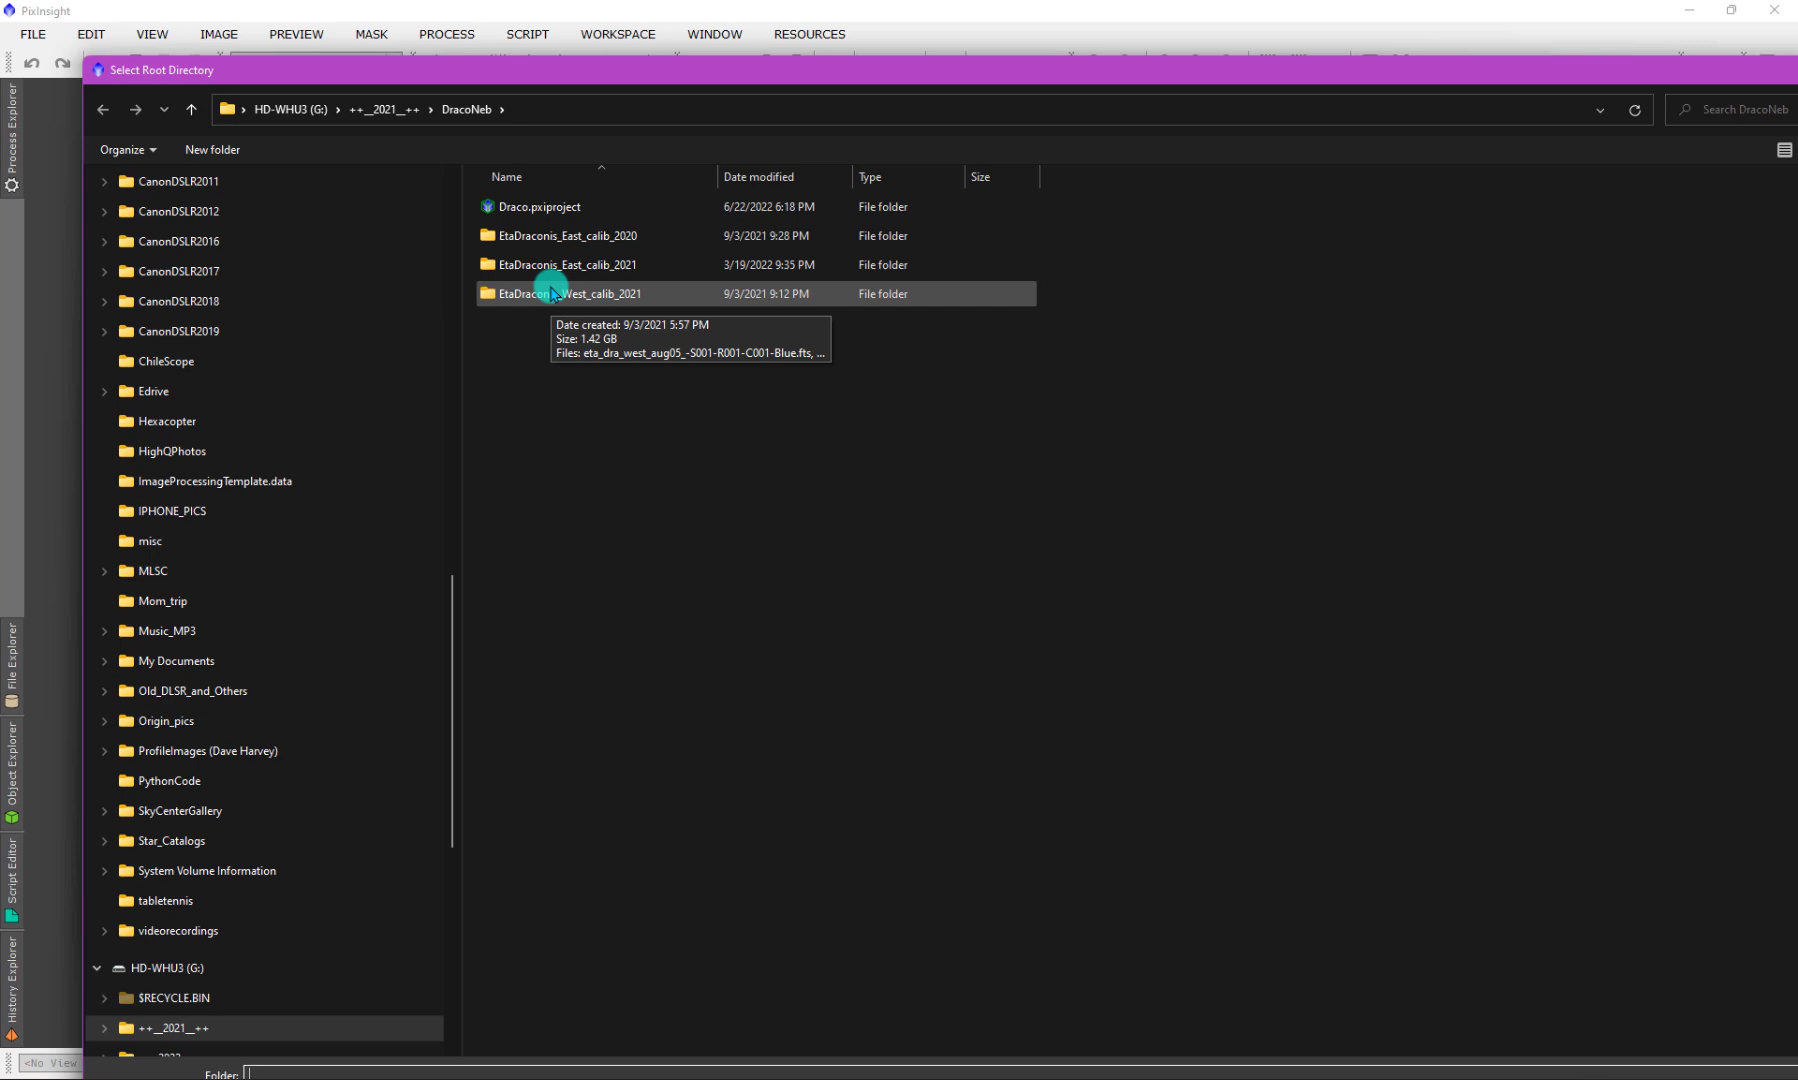 PixInsight
FILE EDIT VIEW IMAGE PREVIEW MASK PROCESS SCRIPT WORKSPACE WINDOW RESOURCES
Select Root Directory
HD-WHU3 (G:) > ++__2021__++ > DracoNeb >
Search DracoNeb
Organize New folder
Process Explorer
File Explorer
Object Explorer
Script Editor
History Explorer
CanonDSLR2011
CanonDSLR2012
CanonDSLR2016
CanonDSLR2017
CanonDSLR2018
CanonDSLR2019
ChileScope
Edrive
Hexacopter
HighQPhotos
ImageProcessingTemplate.data
IPHONE_PICS
misc
MLSC
Mom_trip
Music_MP3
My Documents
Old_DLSR_and_Others
Origin_pics
ProfileImages (Dave Harvey)
PythonCode
SkyCenterGallery
Star_Catalogs
System Volume Information
tabletennis
videorecordings
HD-WHU3 (G:)
$RECYCLE.BIN
++__2021__++
Name Date modified Type Size
Draco.pxiproject 6/22/2022 6:18 PM File folder
EtaDraconis_East_calib_2020 9/3/2021 9:28 PM File folder
EtaDraconis_East_calib_2021 3/19/2022 9:35 PM File folder
EtaDracon West_calib_2021 9/3/2021 9:12 PM File folder
Date created: 9/3/2021 5:57 PM
Size: 1.42 GB
Files: eta_dra_west_aug05_-S001-R001-C001-Blue.fts, ...
Folder:
<No View